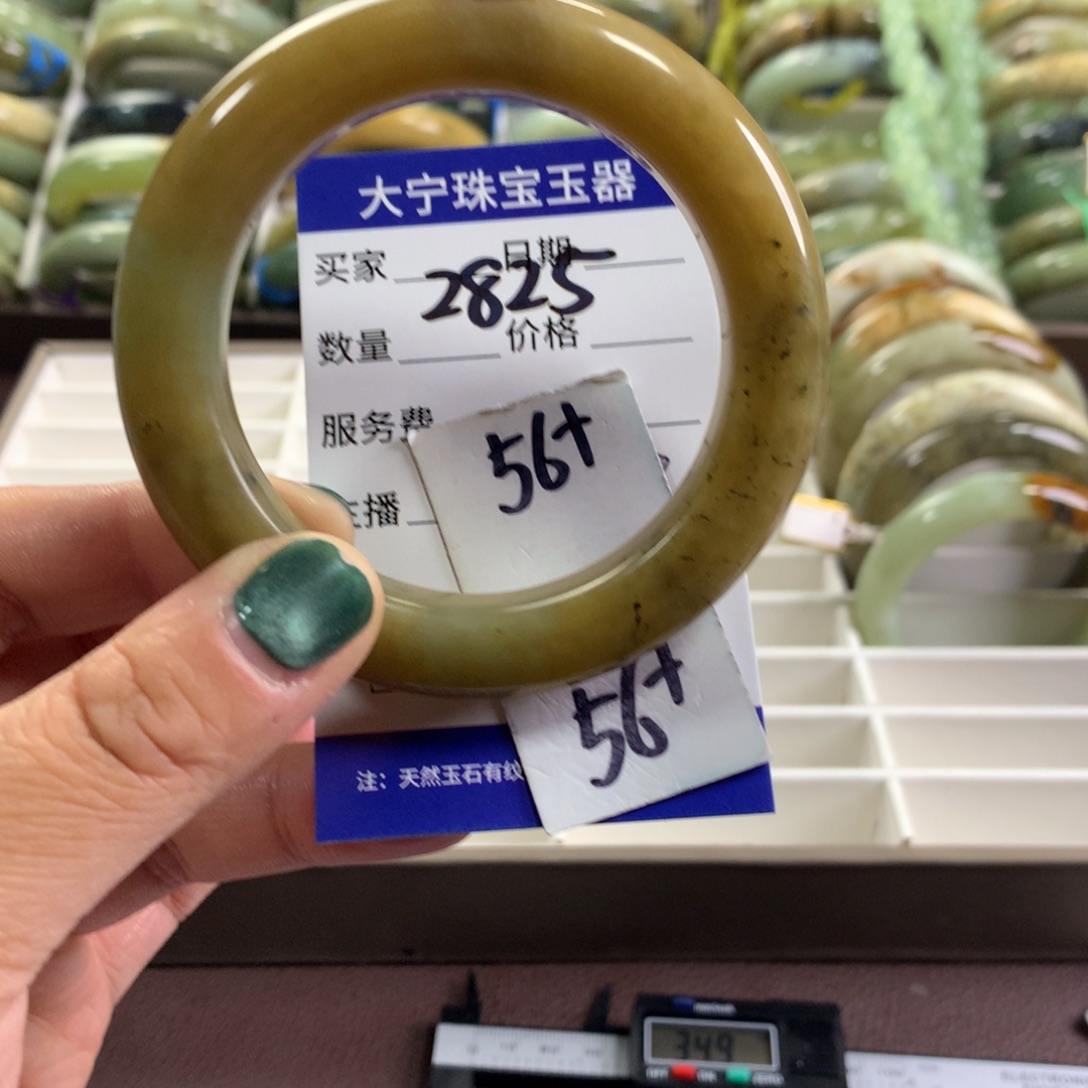 大宁珠宝玉器
买家 日期
2825
数量 价格
服务费
56+
主播
56+
注：天然玉石有纹
349